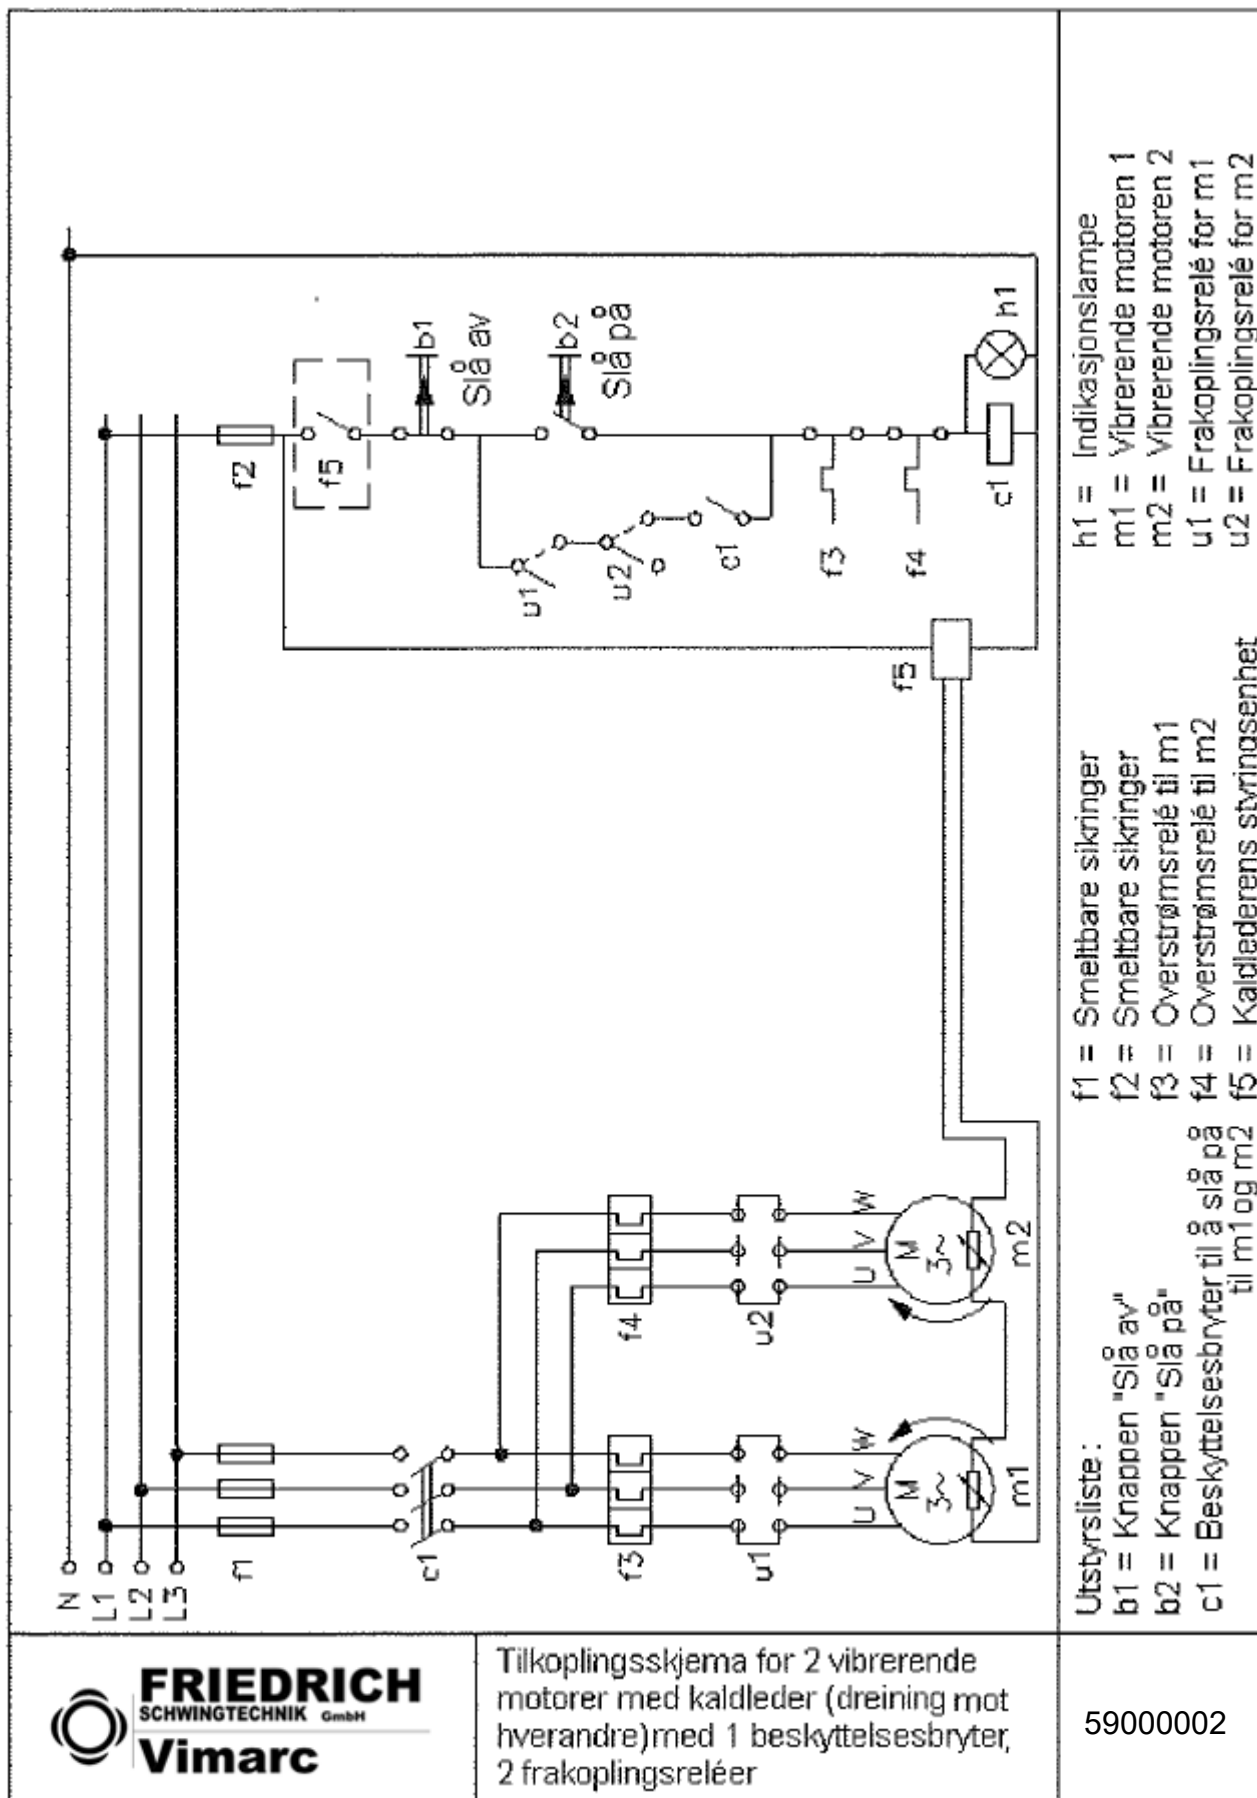 N
L1
L2
L3
f1
c1
f3
u1
U V W
M
3~
m1
f4
u2
U V W
M
3~
m2
f5
f2
f5
b1
Slå av
b2
Slå på
u1
u2
c1
f3
f4
c1
h1
Utstyrsliste:
b1 = Knappen "Slå av"
b2 = Knappen "Slå på"
c1 = Beskyttelsesbryter til å slå på
til m1 og m2
f1 = Smeltbare sikringer
f2 = Smeltbare sikringer
f3 = Overstrømsrelé til m1
f4 = Overstrømsrelé til m2
f5 = Kaldlederens styringsenhet
h1 = Indikasjonslampe
m1 = Vibrerende motoren 1
m2 = Vibrerende motoren 2
u1 = Frakoplingsrelé for m1
u2 = Frakoplingsrelé for m2
FRIEDRICH
SCHWINGTECHNIK GmbH
Vimarc
Tilkoplingsskjema for 2 vibrerende
motorer med kaldleder (dreining mot
hverandre)med 1 beskyttelsesbryter,
2 frakoplingsreléer
59000002